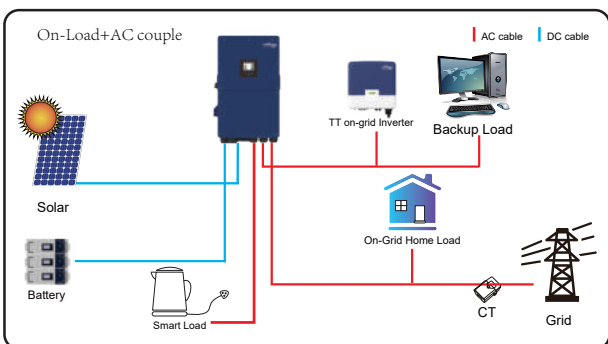 On-Load+AC couple
AC cable
DC cable
TT on-grid Inverter
Backup Load
Solar
On-Grid Home Load
Battery
Smart Load
CT
Grid